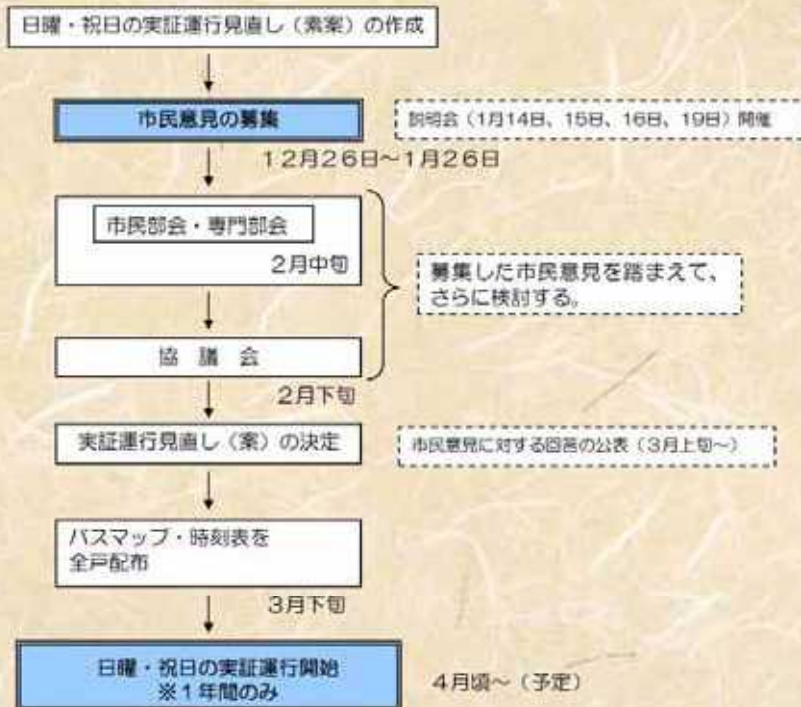 日曜・祝日の実証運行見直し（素案）の作成
市民意見の募集
説明会（1月14日、15日、16日、19日）開催
12月26日～1月26日
市民部会・専門部会
2月中旬
募集した市民意見を踏まえて、
さらに検討する。
協議会
2月下旬
実証運行見直し（案）の決定
市民意見に対する回答の公表（3月上旬～）
バスマップ・時刻表を
全戸配布
3月下旬
日曜・祝日の実証運行開始
※1年間のみ
4月頃～（予定）